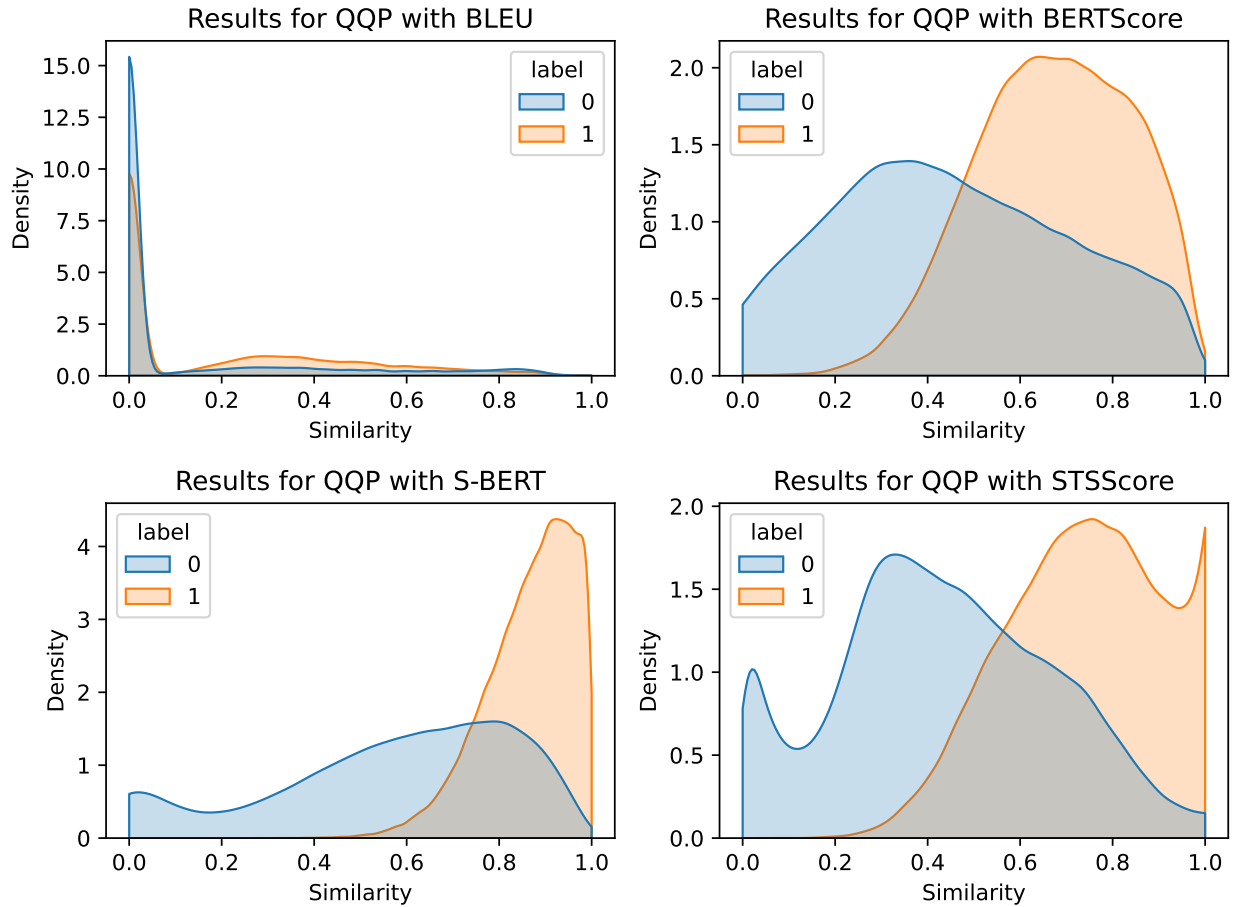 Results for QQP with BLEU
Density
15.0
12.5
10.0
7.5
5.0
2.5
0.0
label
0
1
0.0 0.2 0.4 0.6 0.8 1.0
Similarity
Results for QQP with BERTScore
Density
2.0
1.5
1.0
0.5
0.0
label
0
1
0.0 0.2 0.4 0.6 0.8 1.0
Similarity
Results for QQP with S-BERT
Density
4
3
2
1
0
label
0
1
0.0 0.2 0.4 0.6 0.8 1.0
Similarity
Results for QQP with STSScore
Density
2.0
1.5
1.0
0.5
0.0
label
0
1
0.0 0.2 0.4 0.6 0.8 1.0
Similarity